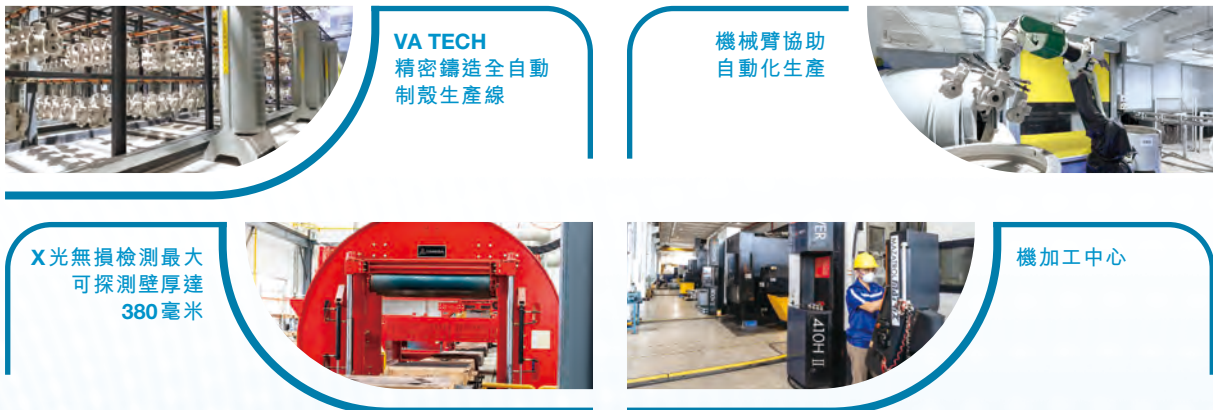 VA TECH
精密鑄造全自動
制殼生產線
機械臂協助
自動化生產
X光無損檢測最大
可探測壁厚達
380毫米
機加工中心
410H II